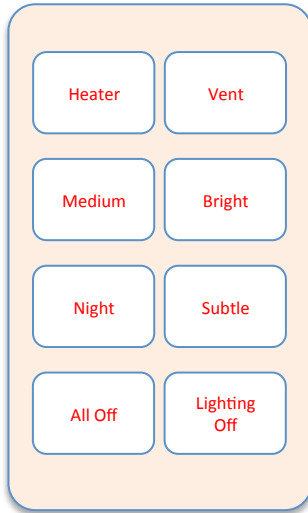 Heater
Vent
Medium
Bright
Night
Subtle
All Off
Lighting
Off